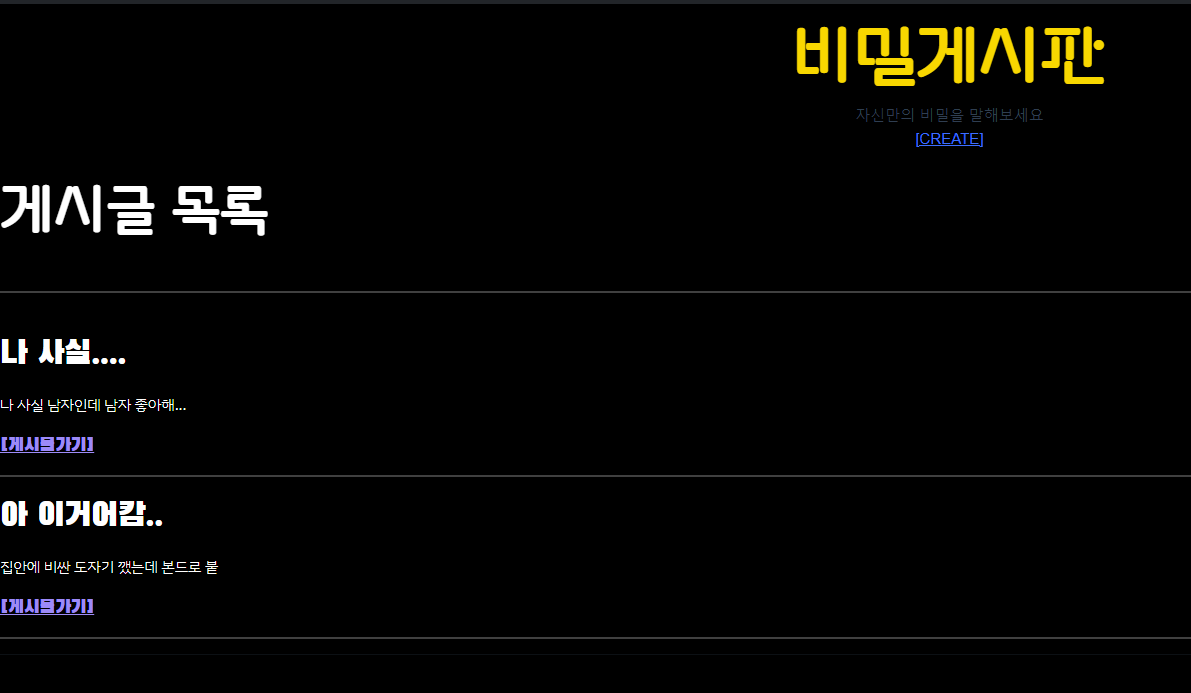 비밀게시판
자신만의 비밀을 말해보세요
[CREATE]
게시글 목록
나 사실....
나 사실 남자인데 남자 좋아해...
[게시물가기]
아 이거어캄..
집안에 비싼 도자기 깼는데 본드로 붙
[게시물가기]